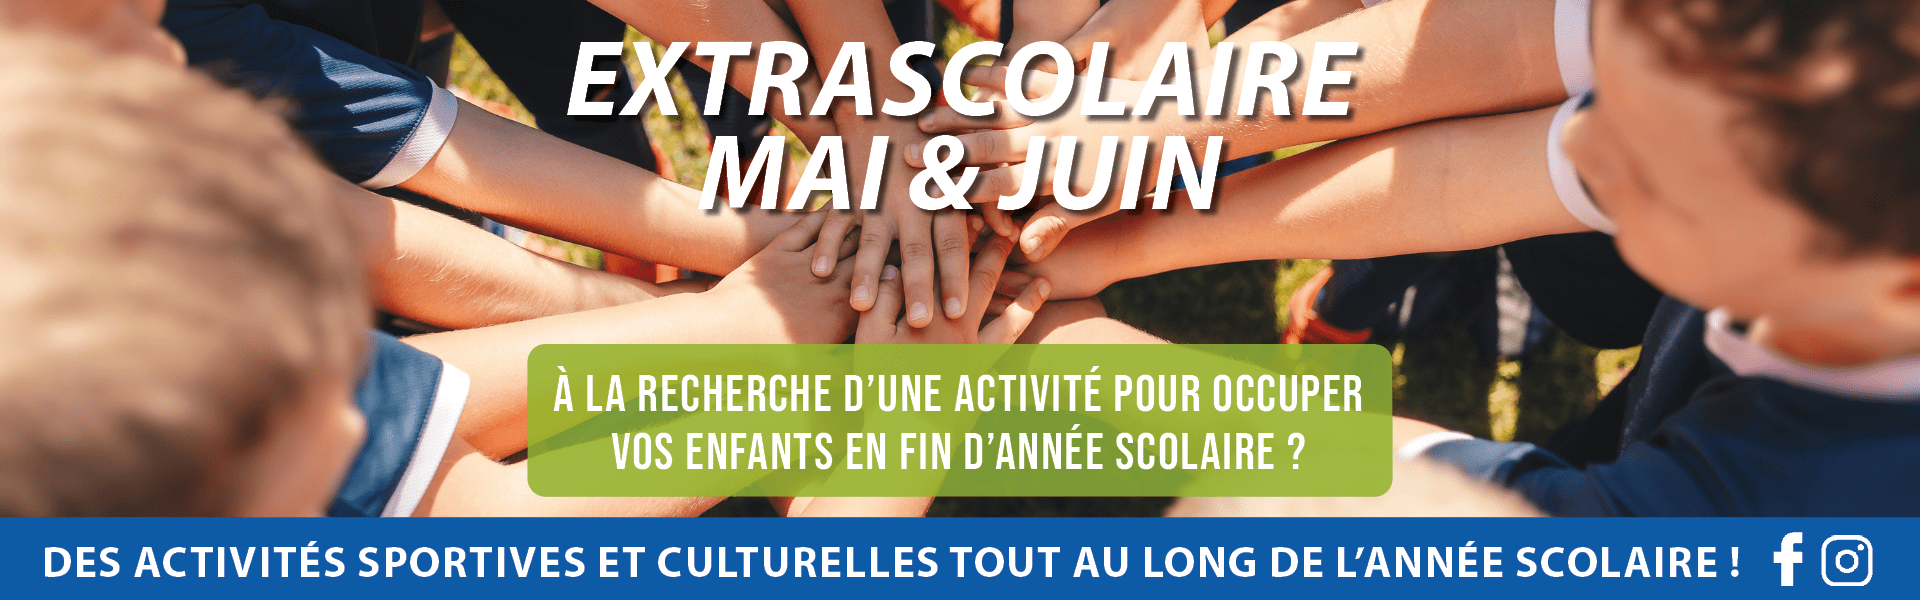 EXTRASCOLAIRE
MAI & JUIN
À LA RECHERCHE D’UNE ACTIVITÉ POUR OCCUPER
VOS ENFANTS EN FIN D’ANNÉE SCOLAIRE ?
DES ACTIVITÉS SPORTIVES ET CULTURELLES TOUT AU LONG DE L’ANNÉE SCOLAIRE !